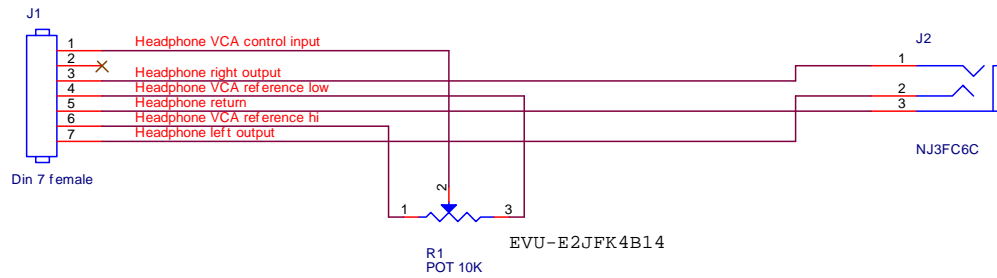 J1
1 Headphone VCA control input
2
3 Headphone right output
4 Headphone VCA reference low
5 Headphone return
6 Headphone VCA reference hi
7 Headphone left output
Din 7 female
J2
1
2
3
NJ3FC6C
2
1 3
R1
POT 10K
EVU-E2JFK4B14